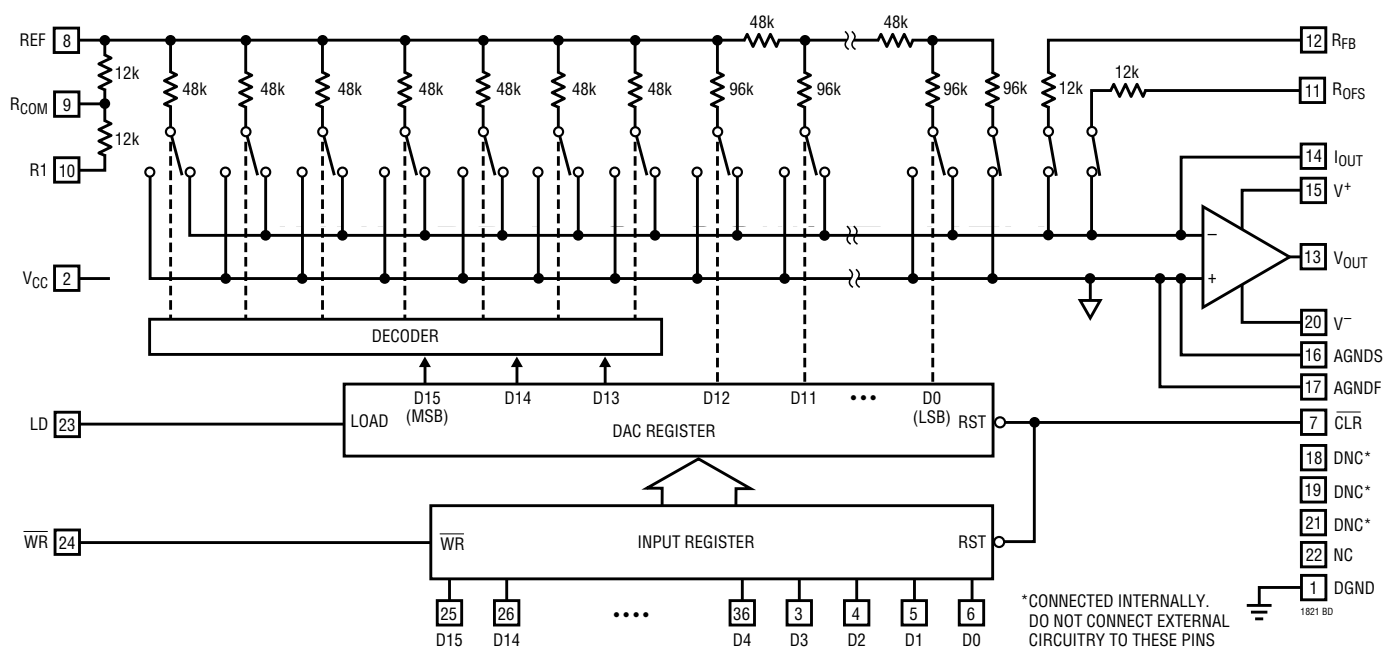 48k 48k
REF 8
12 RFB
12k 48k 48k 48k 48k 48k 48k 48k 96k 96k 96k 96k 12k 12k
11 ROFS
RCOM 9
12k
R1 10
14 IOUT
15 V+
−
13 VOUT
VCC 2
+
20 V−
DECODER
16 AGNDS
17 AGNDF
D15 D14 D13 D12 D11 ••• D0
(MSB) (LSB)
LD 23
LOAD DAC REGISTER RST
7 CLR
18 DNC*
19 DNC*
21 DNC*
WR 24
WR INPUT REGISTER RST
22 NC
1 DGND
1821 BD
25 26 •••• 36 3 4 5 6
D15 D14 D4 D3 D2 D1 D0
*CONNECTED INTERNALLY.
DO NOT CONNECT EXTERNAL
CIRCUITRY TO THESE PINS